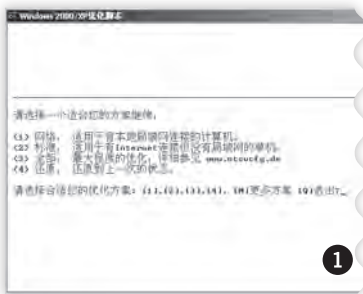 Windows 2000/XP优化脚本
请选择一个适合您的方案继续:
(1) 网络, 适用于有本地局域网连接的计算机。
(2) 标准, 适用于有Internet连接但没有局域网的单机。
(3) 全部, 最大程度的优化, 详细参见 www.ntsvcfg.de
(4) 还原, 还原到上一次的状态。
请选择合适您的优化方案: (1),(2),(3),(4), (M)更多方案 (Q)退出?_
1